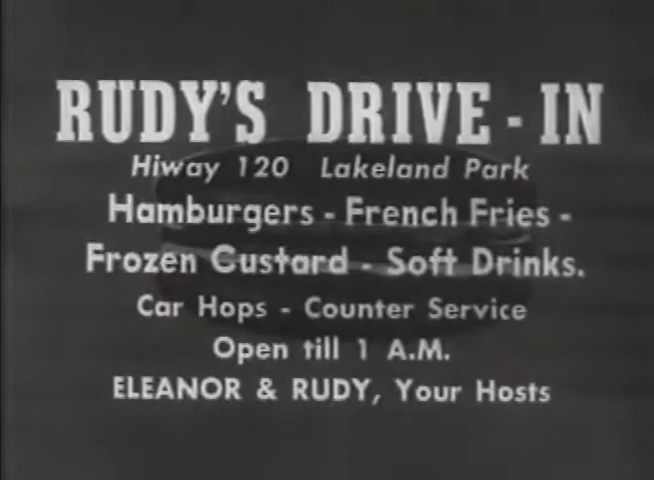 RUDY'S DRIVE-IN
Hiway 120 Lakeland Park
Hamburgers - French Fries -
Frozen Custard - Soft Drinks.
Car Hops - Counter Service
Open till 1 A.M.
ELEANOR & RUDY, Your Hosts